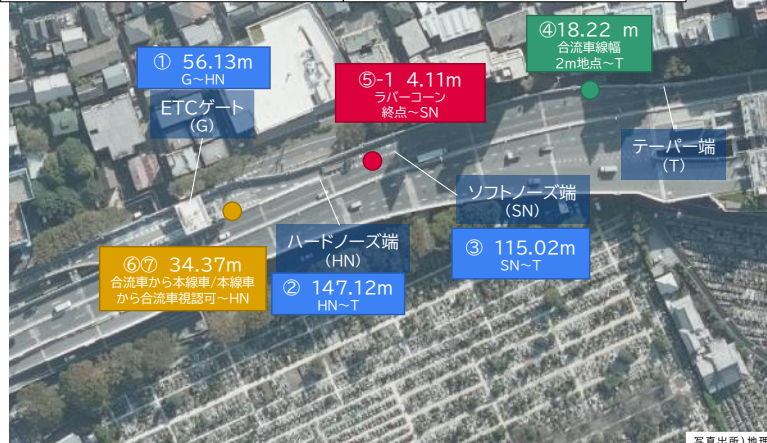 ① 56.13m
G～HN
ETCゲート
(G)
⑤-1 4.11m
ラバーコーン
終点～SN
④18.22 m
合流車線幅
2m地点～T
テーパー端
(T)
ソフトノーズ端
(SN)
③ 115.02m
SN～T
ハードノーズ端
(HN)
② 147.12m
HN～T
⑥⑦ 34.37m
合流車から本線車/本線車
から合流車視認可～HN
写真出所)地理